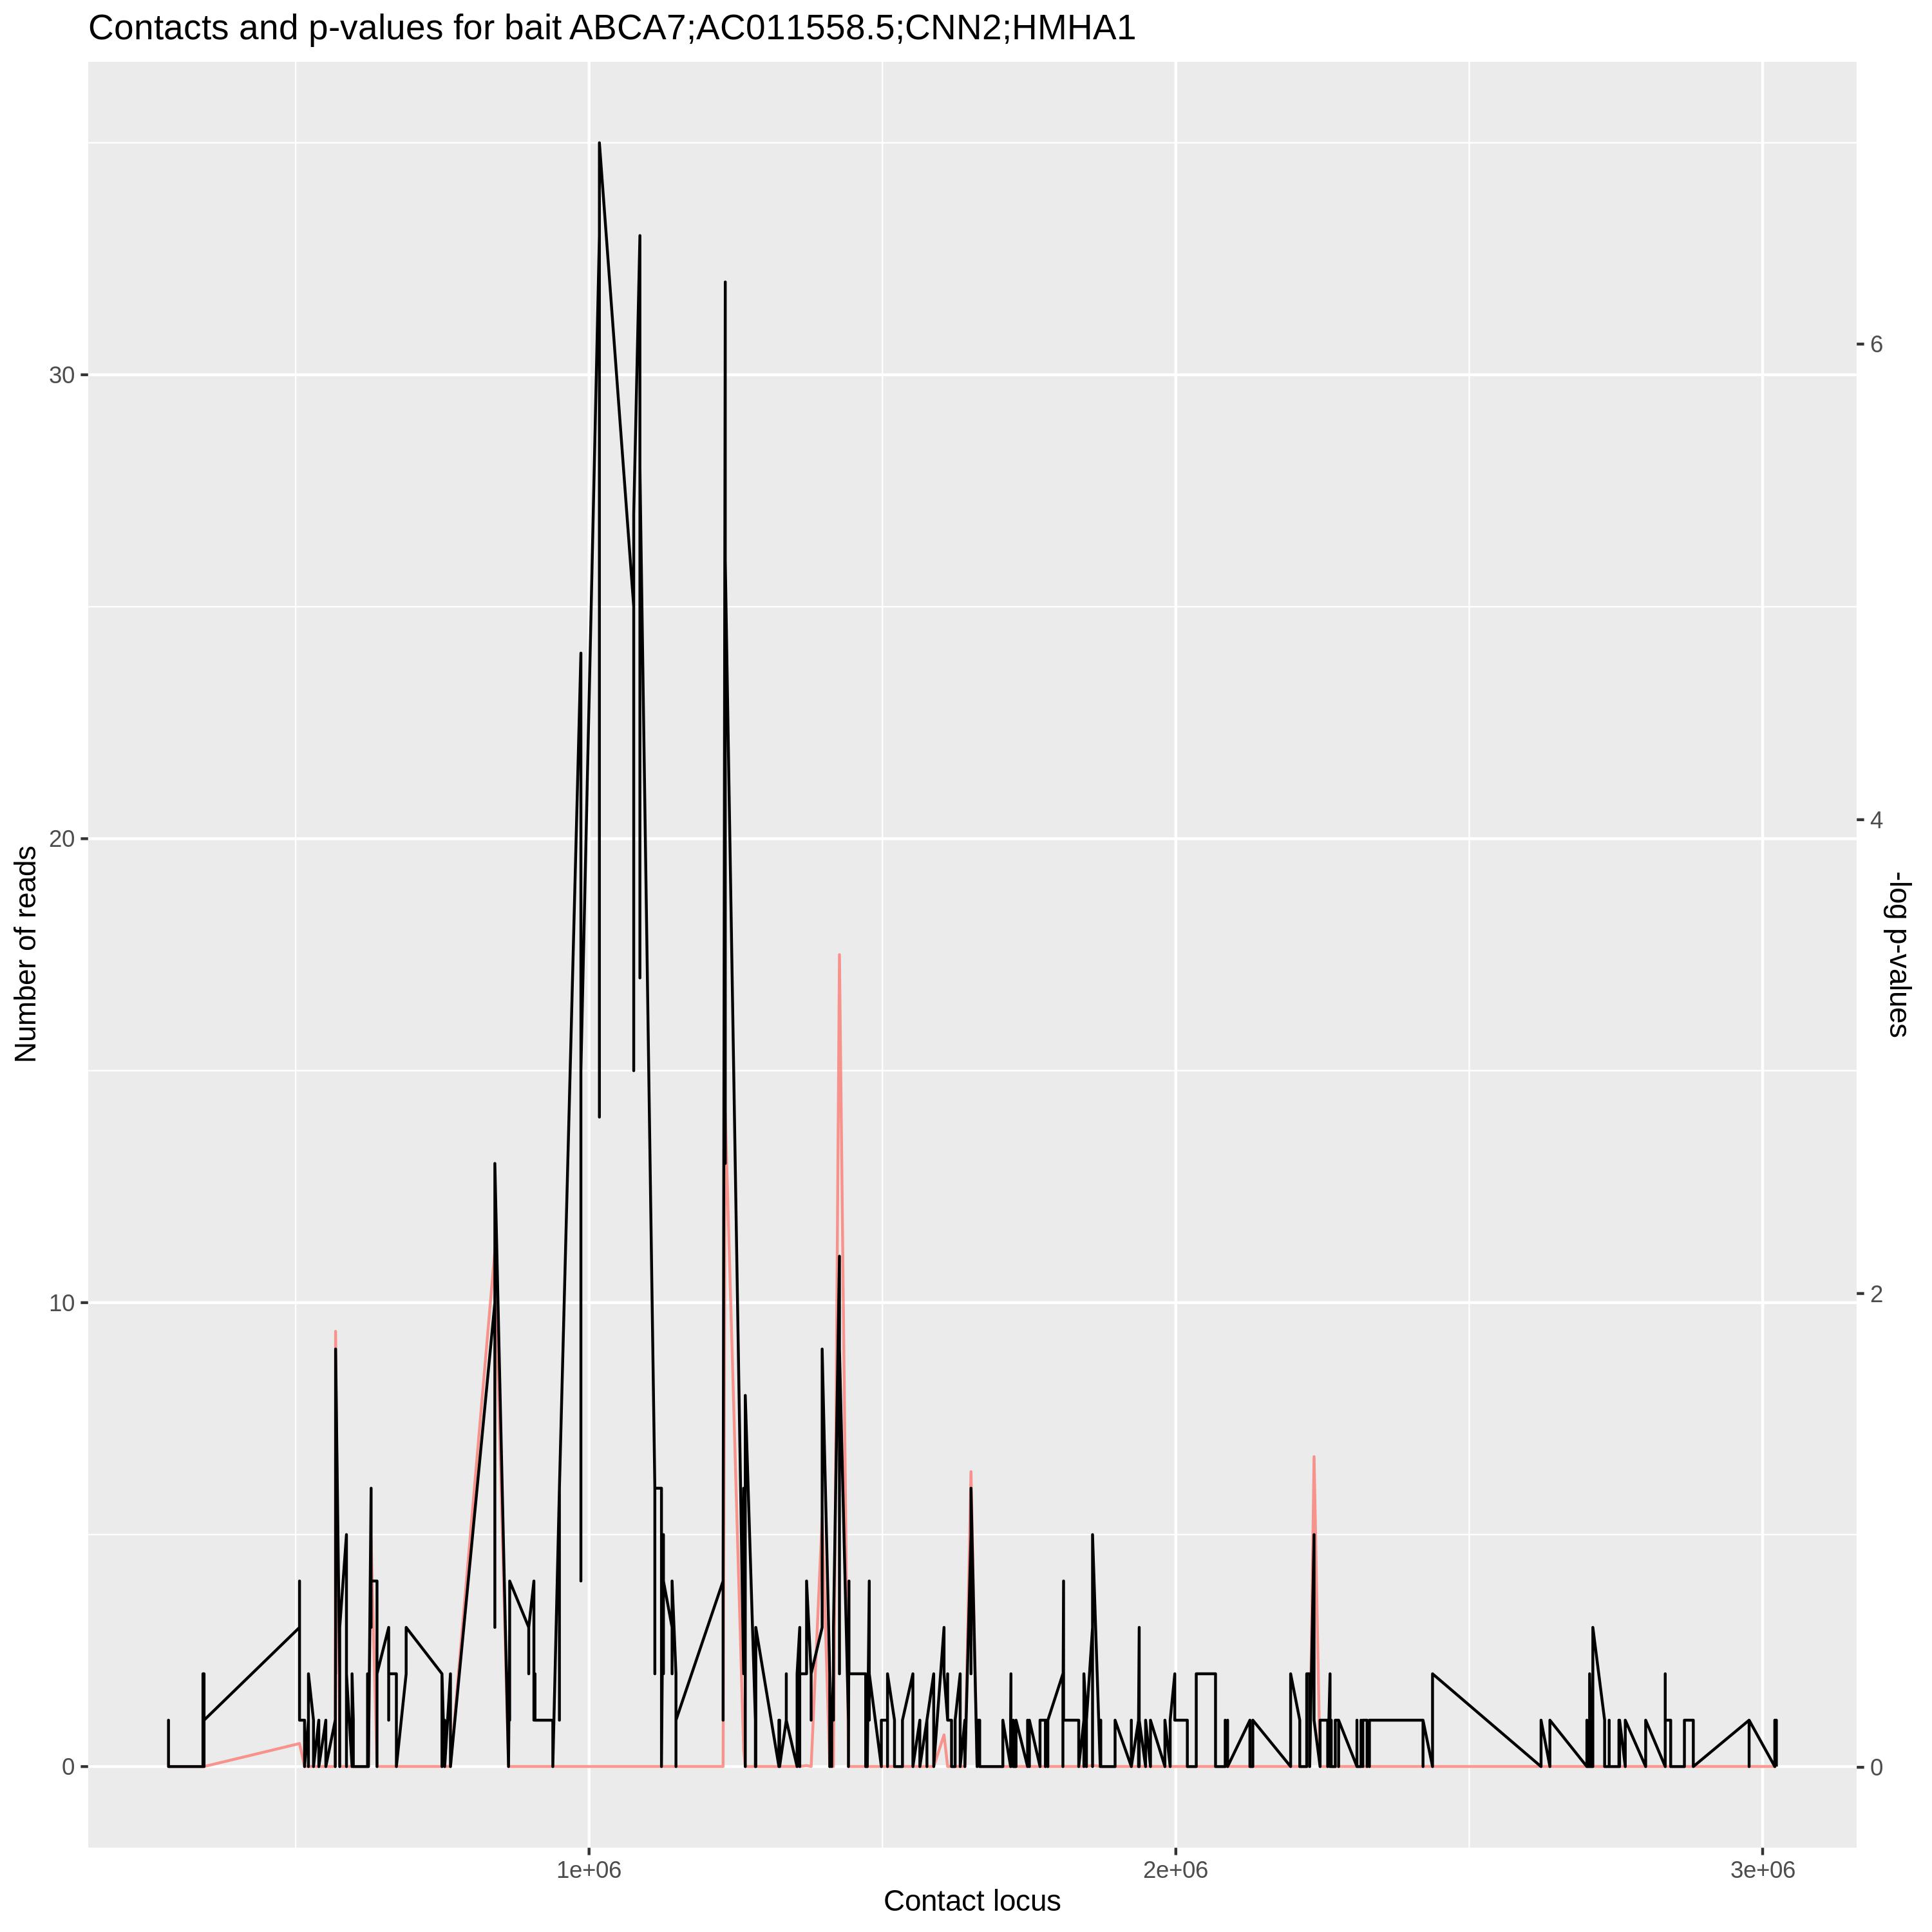 Contacts and p-values for bait ABCA7;AC011558.5;CNN2;HMHA1
30
20
10
0
Number of reads
6
4
2
0
-log p-values
1e+06
2e+06
3e+06
Contact locus